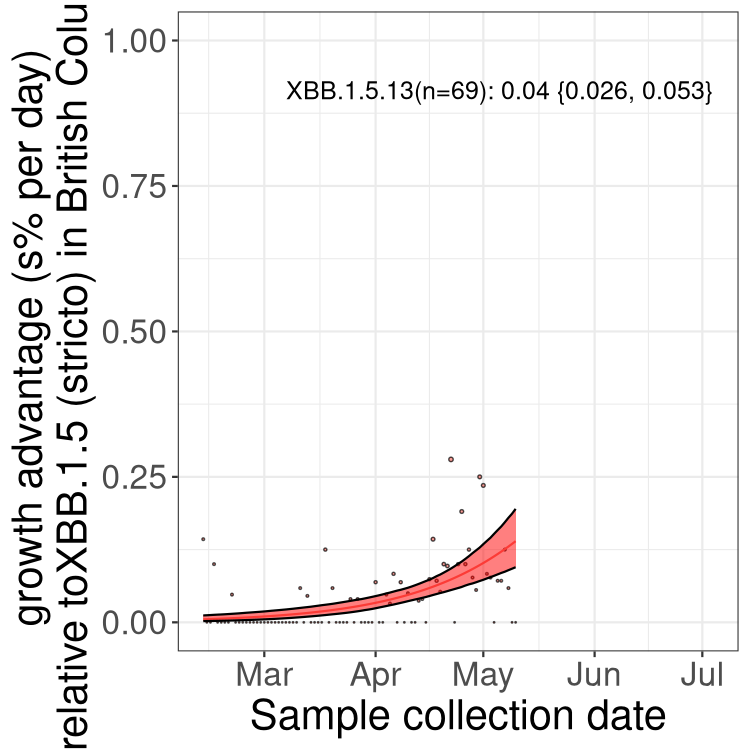 growth advantage (s% per day)
relative toXBB.1.5 (stricto) in British Colu
1.00
0.75
0.50
0.25
0.00
XBB.1.5.13(n=69): 0.04 {0.026, 0.053}
Mar Apr May Jun Jul
Sample collection date